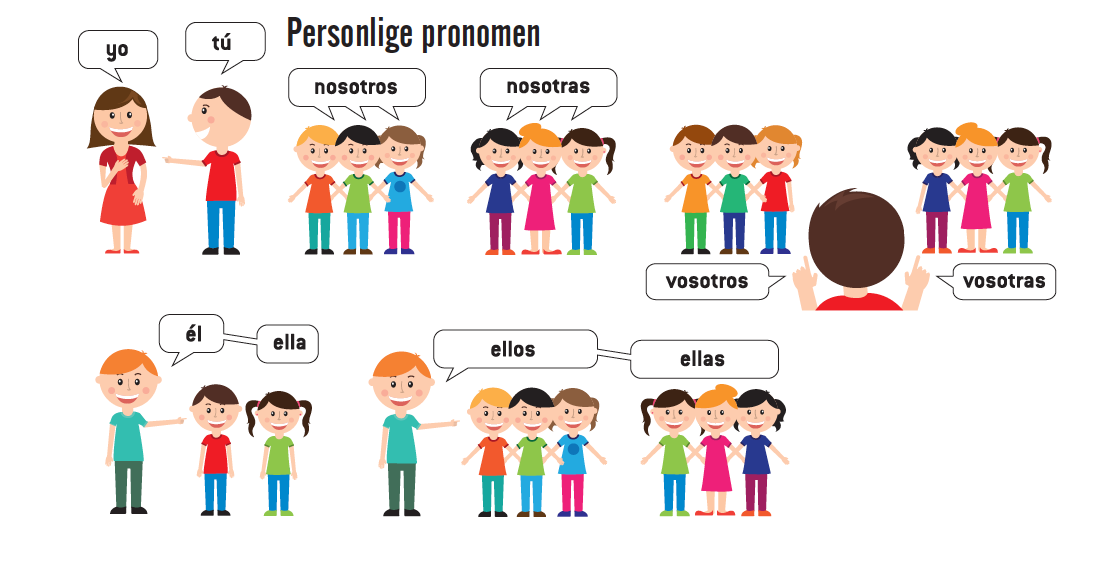 Personlige pronomen
yo
tú
nosotros
nosotras
vosotros
vosotras
él
ella
ellos
ellas